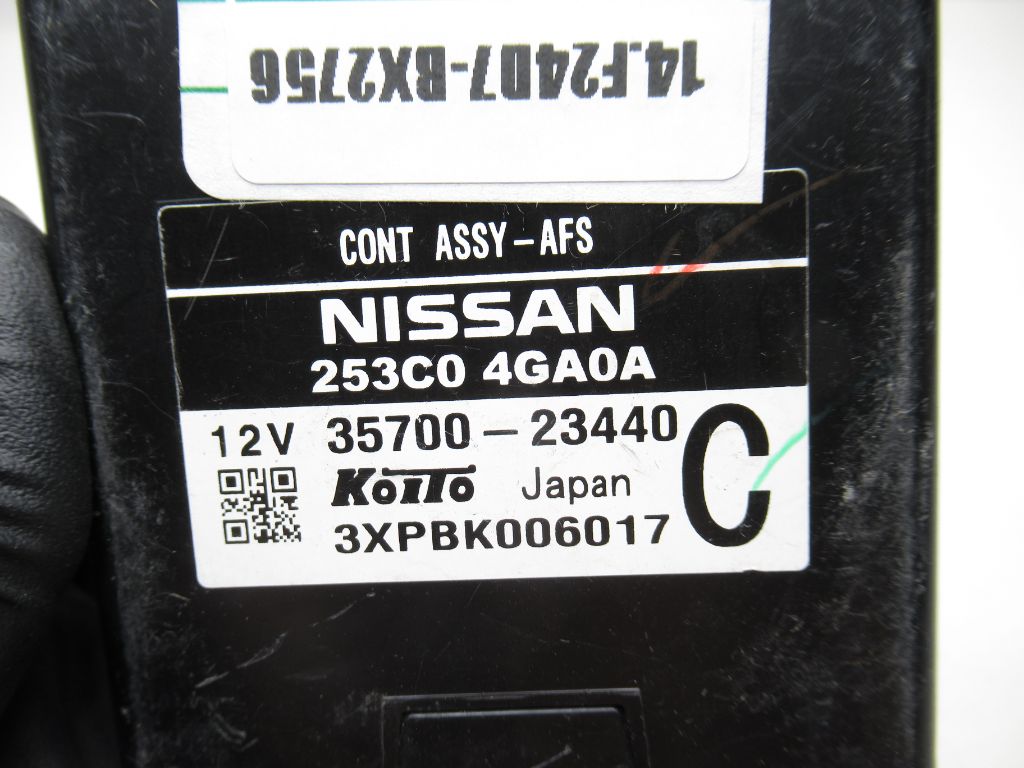 14.F24D7-BX2756
CONT ASSY-AFS
NISSAN
253C0 4GA0A
12V 35700-23440
KOITO Japan C
3XPBK006017